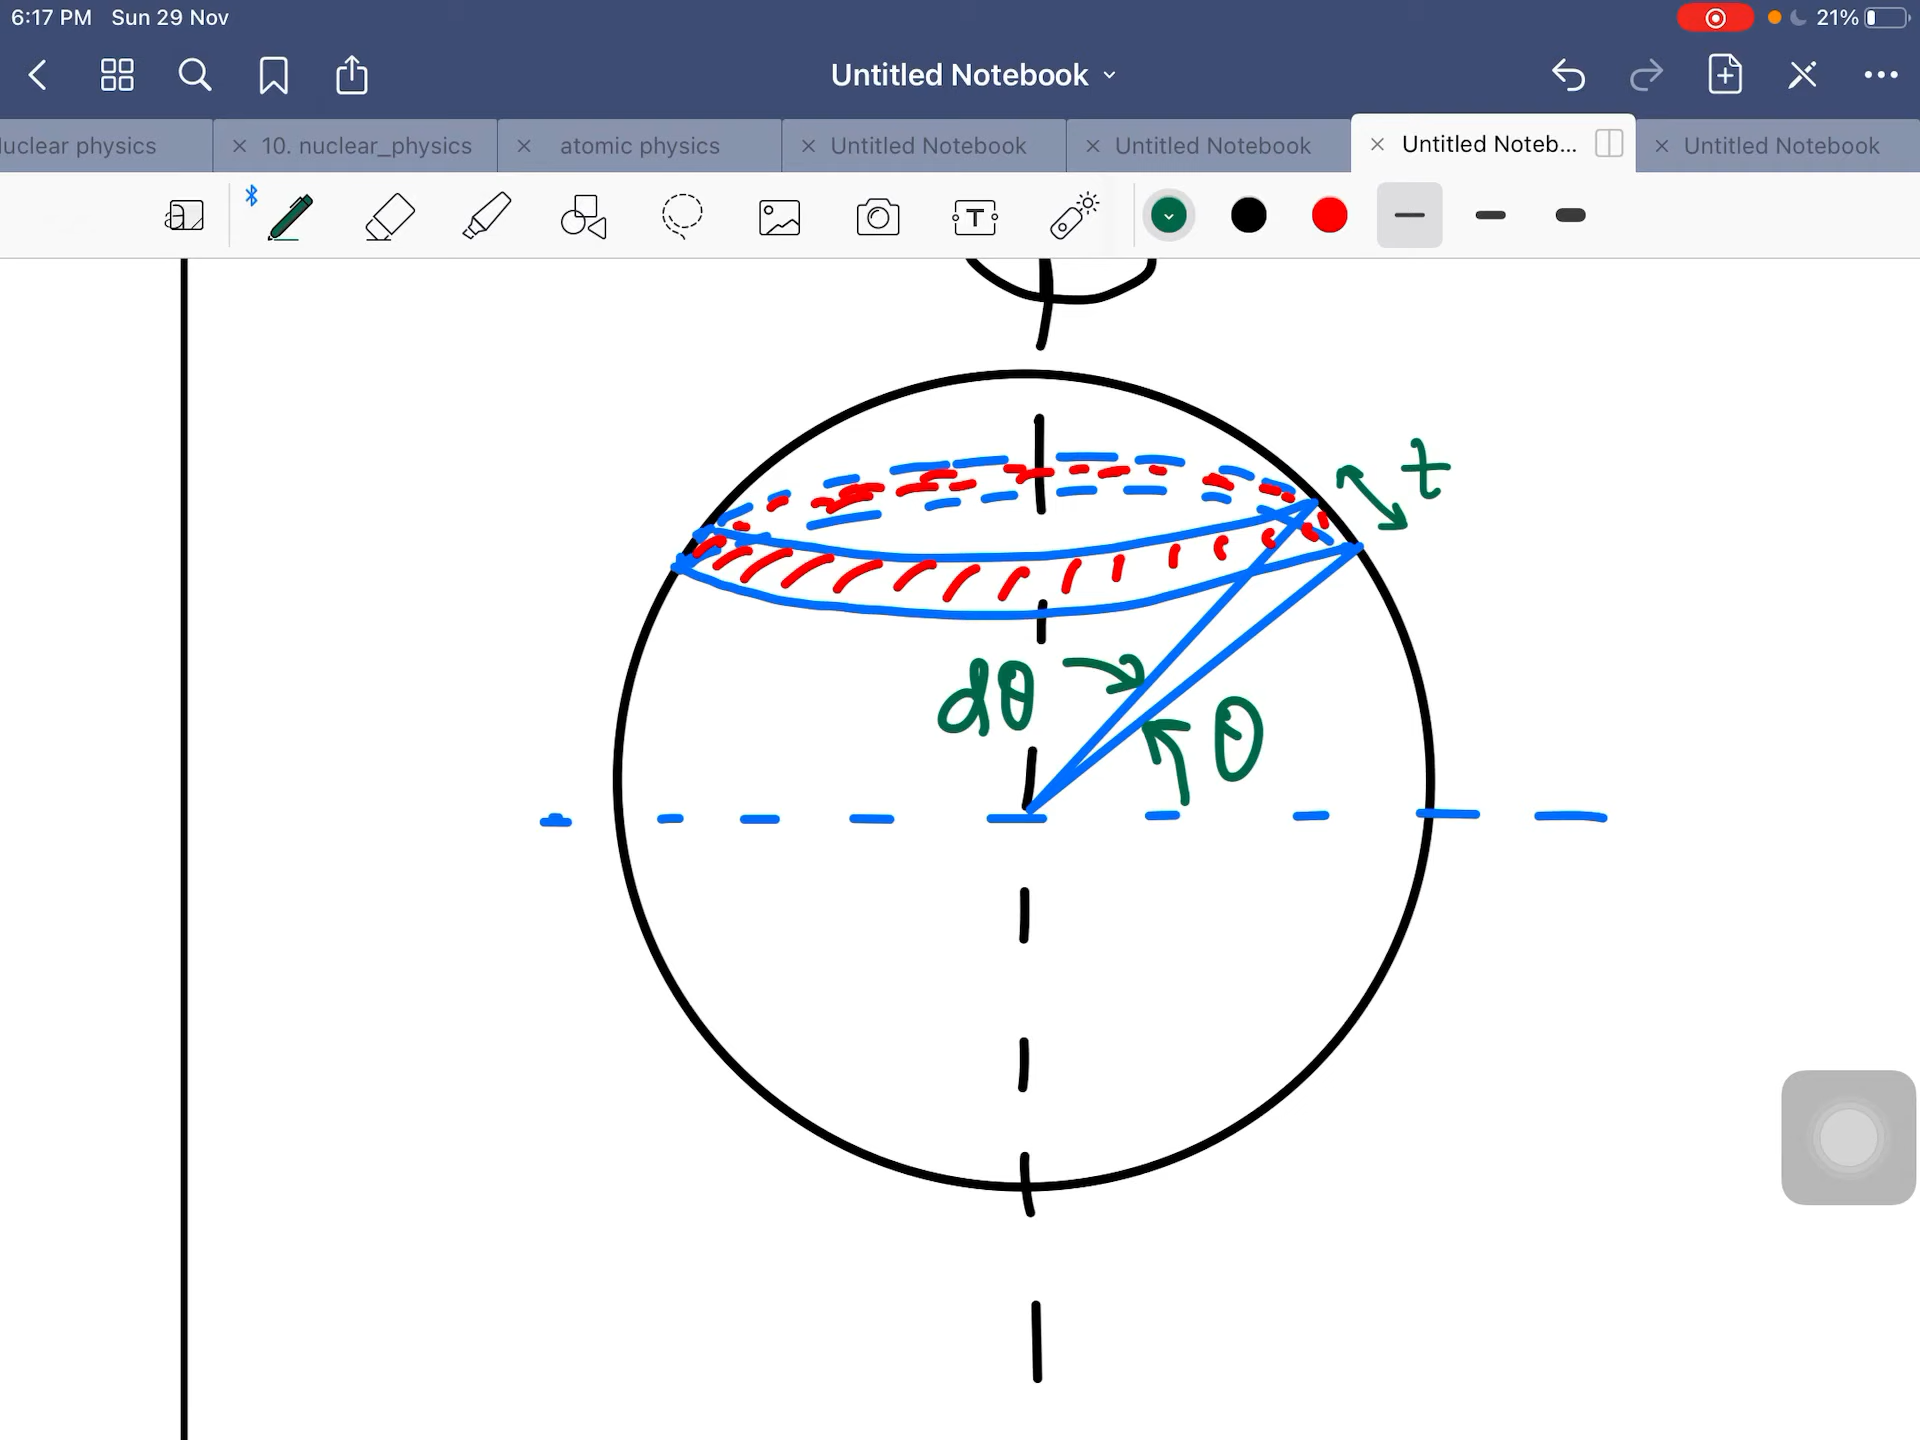 6:17 PM Sun 29 Nov
21%
Untitled Notebook
luclear physics
10. nuclear_physics
atomic physics
Untitled Notebook
Untitled Notebook
Untitled Noteb...
Untitled Notebook
a
T
t
dθ
θ